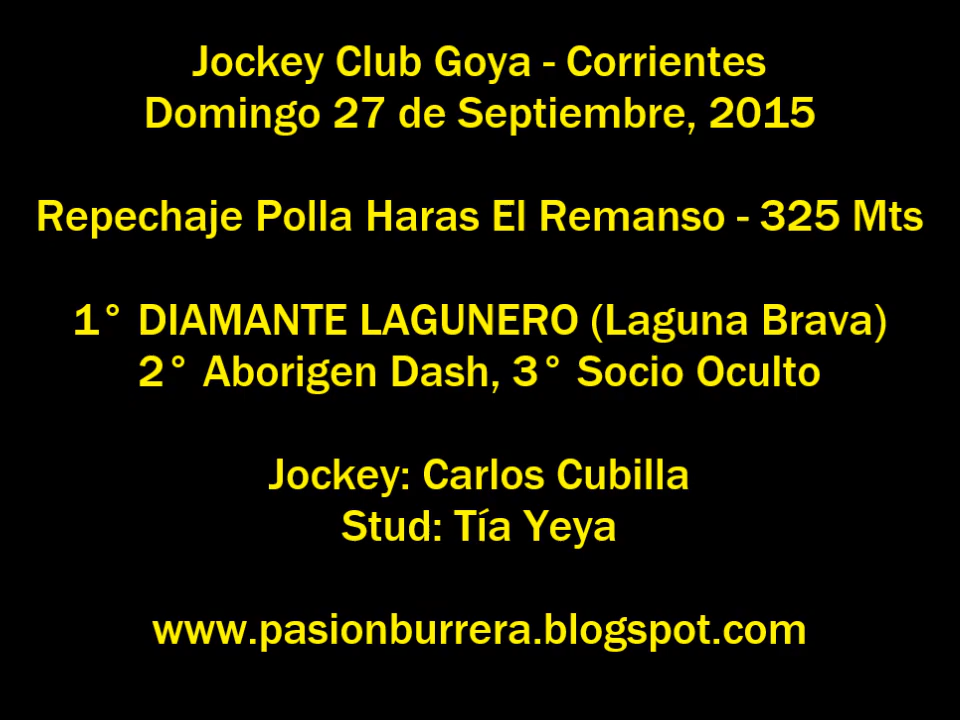 Jockey Club Goya - Corrientes
Domingo 27 de Septiembre, 2015
Repechaje Polla Haras El Remanso - 325 Mts
1° DIAMANTE LAGUNERO (Laguna Brava)
2° Aborigen Dash, 3° Socio Oculto
Jockey: Carlos Cubilla
Stud: Tía Yeya
www.pasionburrera.blogspot.com